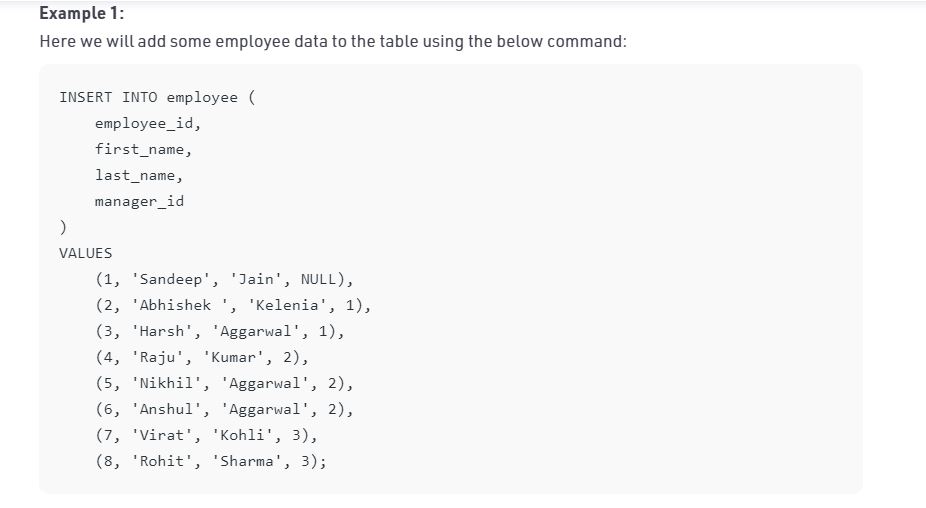 Example 1:
Here we will add some employee data to the table using the below command:
INSERT INTO employee (
    employee_id,
    first_name,
    last_name,
    manager_id
)
VALUES
    (1, 'Sandeep', 'Jain', NULL),
    (2, 'Abhishek ', 'Kelenia', 1),
    (3, 'Harsh', 'Aggarwal', 1),
    (4, 'Raju', 'Kumar', 2),
    (5, 'Nikhil', 'Aggarwal', 2),
    (6, 'Anshul', 'Aggarwal', 2),
    (7, 'Virat', 'Kohli', 3),
    (8, 'Rohit', 'Sharma', 3);